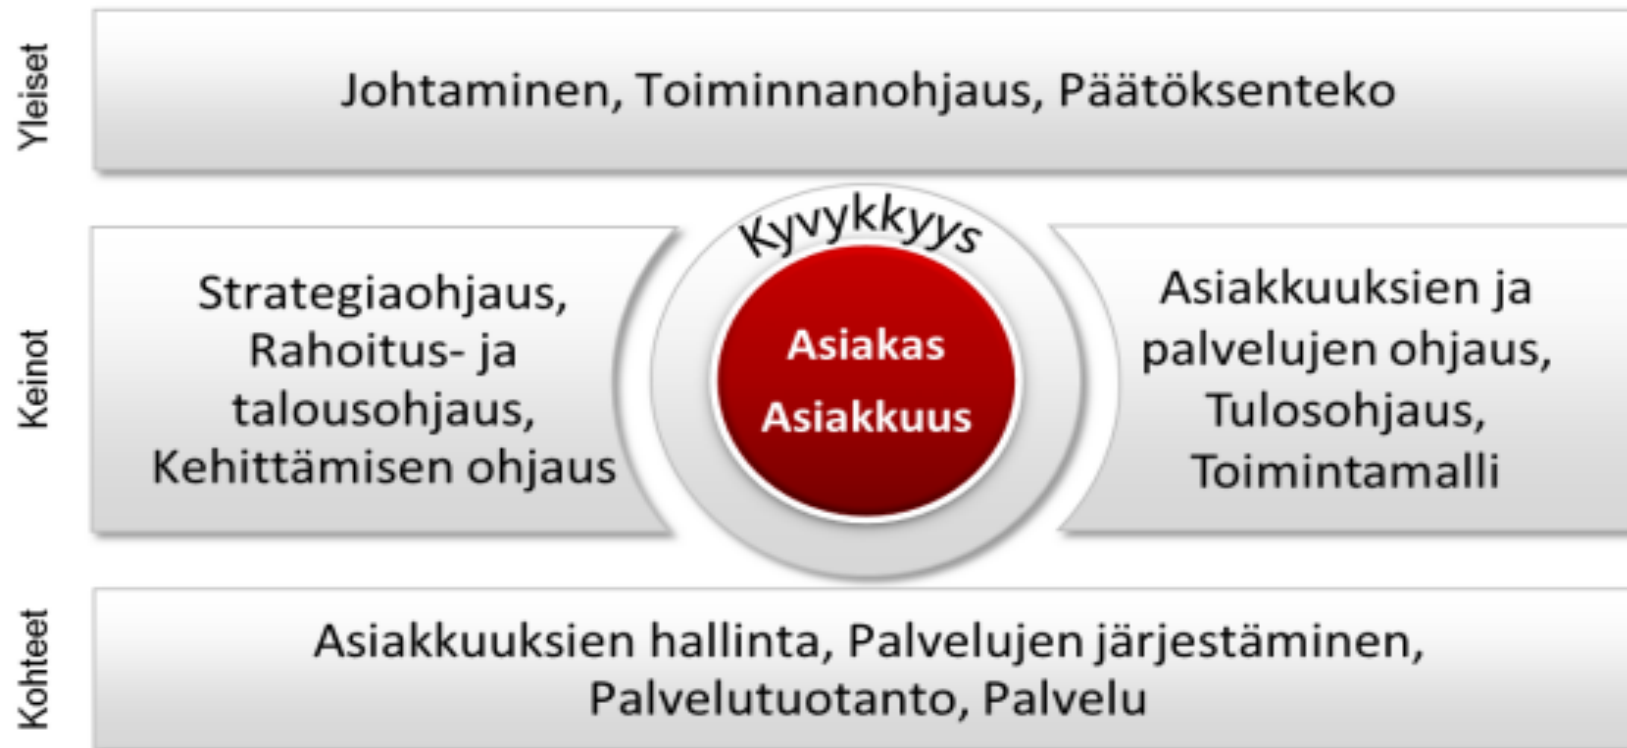 Yleiset
Johtaminen, Toiminnanohjaus, Päätöksenteko
Keinot
Strategiaohjaus,
Rahoitus- ja
talousohjaus,
Kehittämisen ohjaus
Kyvykkyys
Asiakas
Asiakkuus
Asiakkuuksien ja
palvelujen ohjaus,
Tulosohjaus,
Toimintamalli
Kohteet
Asiakkuuksien hallinta, Palvelujen järjestäminen,
Palvelutuotanto, Palvelu